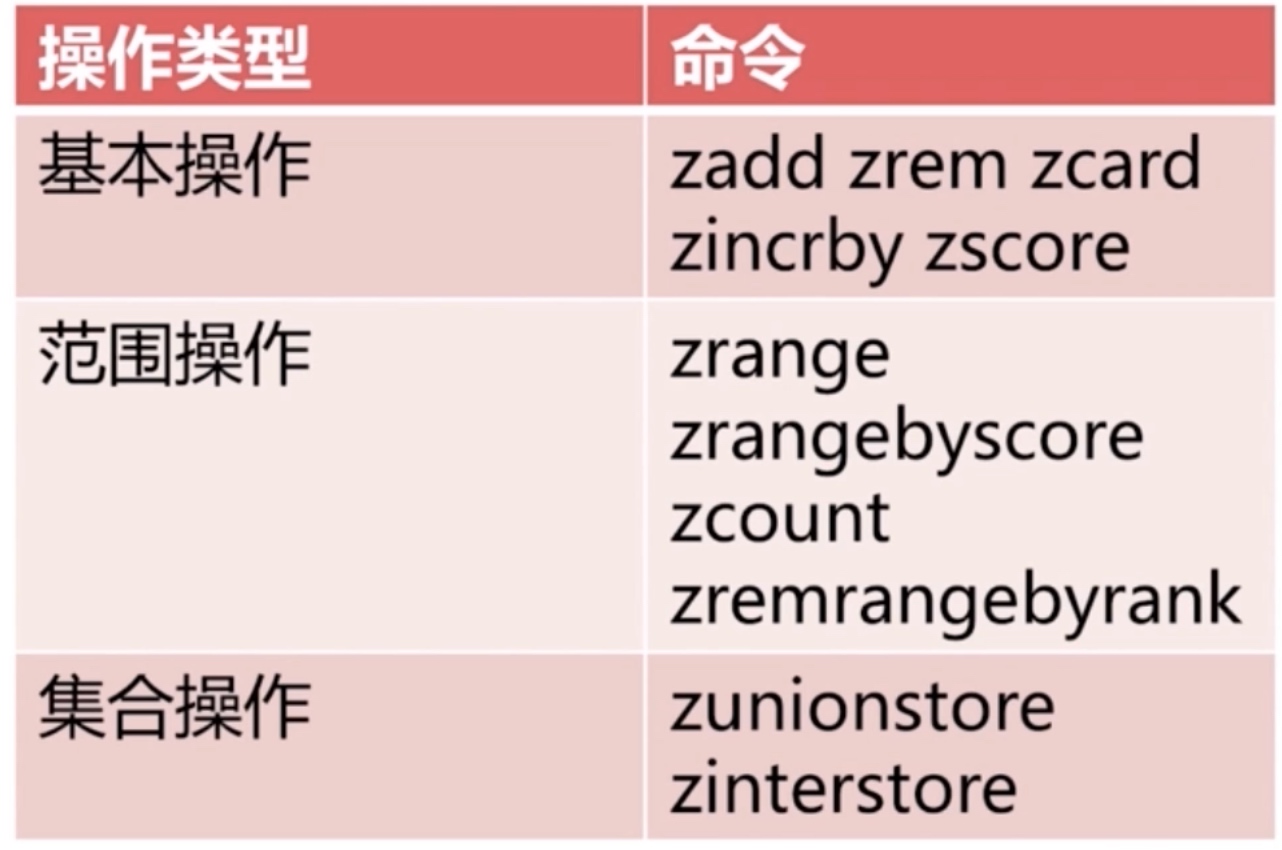 操作类型 命令
基本操作 zadd zrem zcard
zincrby zscore
范围操作 zrange
zrangebyscore
zcount
zremrangebyrank
集合操作 zunionstore
zinterstore